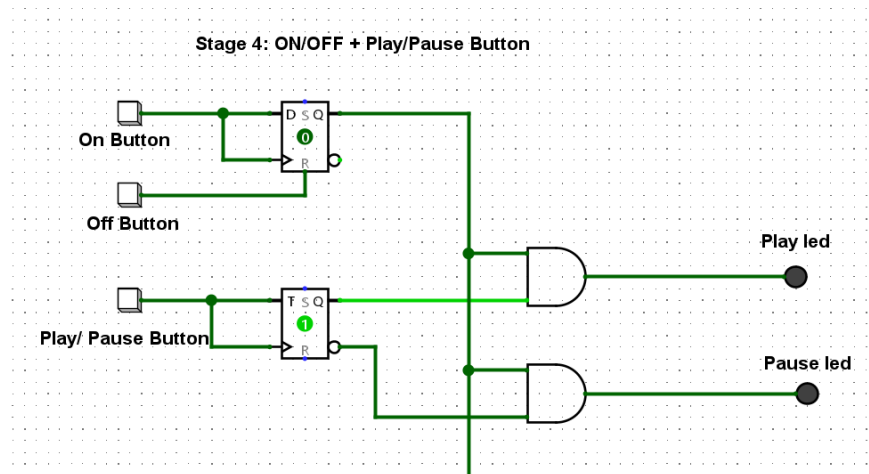 Stage 4: ON/OFF + Play/Pause Button
D S Q
0
R
On Button
Off Button
Play led
T S Q
1
R
Play/ Pause Button
Pause led